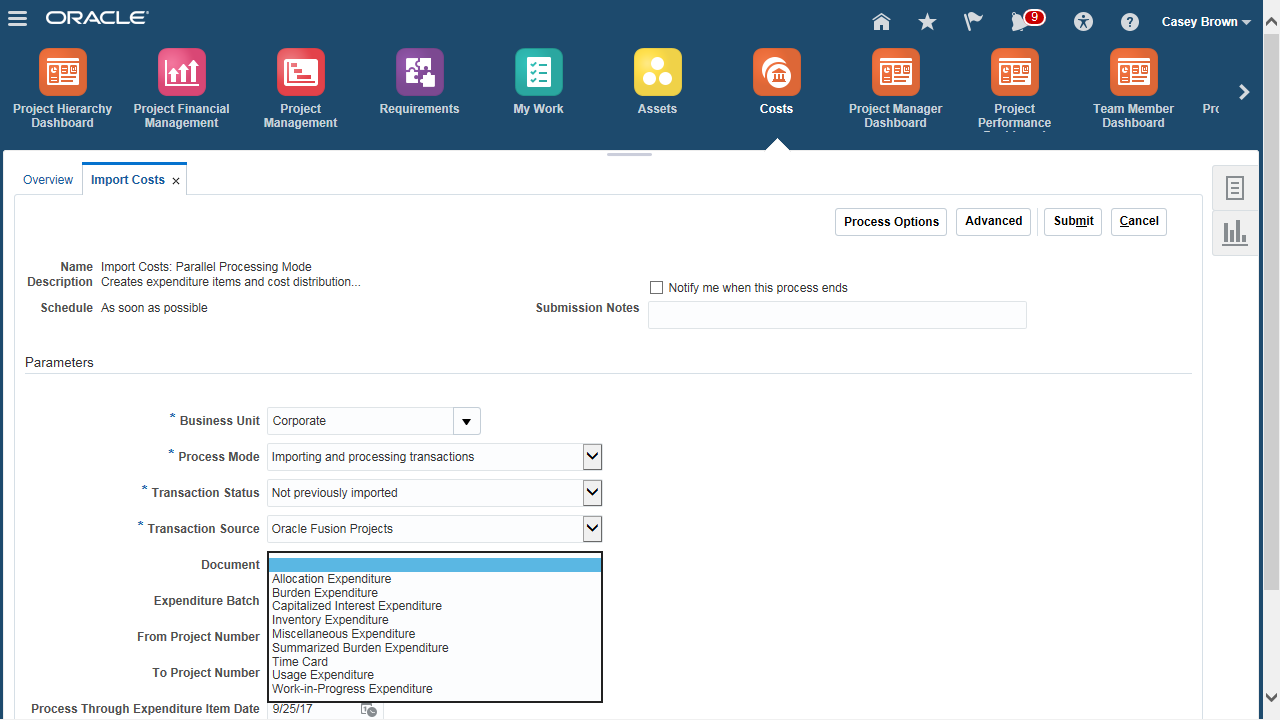 ORACLE
9
Casey Brown
Project Hierarchy Dashboard
Project Financial Management
Project Management
Requirements
My Work
Assets
Costs
Project Manager Dashboard
Project Performance
Team Member Dashboard
Overview
Import Costs
Process Options
Advanced
Submit
Cancel
Name Import Costs: Parallel Processing Mode
Description Creates expenditure items and cost distribution...
Notify me when this process ends
Schedule As soon as possible
Submission Notes
Parameters
* Business Unit Corporate
* Process Mode Importing and processing transactions
* Transaction Status Not previously imported
* Transaction Source Oracle Fusion Projects
Document
Allocation Expenditure
Burden Expenditure
Capitalized Interest Expenditure
Inventory Expenditure
Miscellaneous Expenditure
Summarized Burden Expenditure
Time Card
Usage Expenditure
Work-in-Progress Expenditure
Expenditure Batch
From Project Number
To Project Number
Process Through Expenditure Item Date 9/25/17